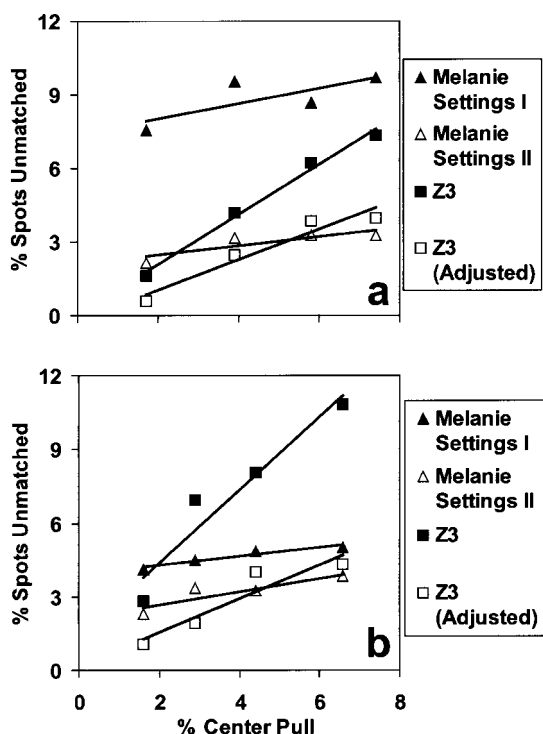 12
9
6
3
0
% Spots Unmatched
a
▲ Melanie
Settings I
△ Melanie
Settings II
■ Z3
□ Z3
(Adjusted)
12
9
6
3
0
% Spots Unmatched
b
0 2 4 6 8
% Center Pull
▲ Melanie
Settings I
△ Melanie
Settings II
■ Z3
□ Z3
(Adjusted)